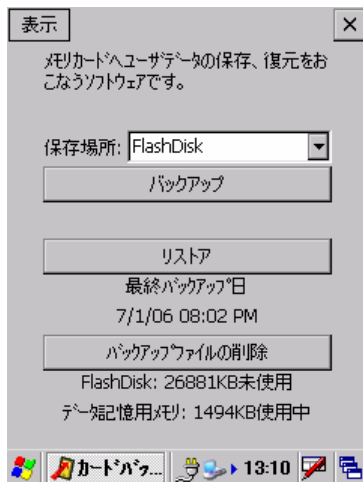 表示
ﾒﾓﾘｶｰﾄﾞへﾕｰｻﾞﾃﾞｰﾀの保存、復元をお
こなうｿﾌﾄｳｪｱです。
保存場所: FlashDisk
ﾊﾞｯｸｱｯﾌﾟ
ﾘｽﾄｱ
最終ﾊﾞｯｸｱｯﾌﾟ日
7/1/06 08:02 PM
ﾊﾞｯｸｱｯﾌﾟﾌｧｲﾙの削除
FlashDisk: 26881KB未使用
ﾃﾞｰﾀ記憶用ﾒﾓﾘ: 1494KB使用中
ｶｰﾄﾞﾊﾞｯ... 13:10